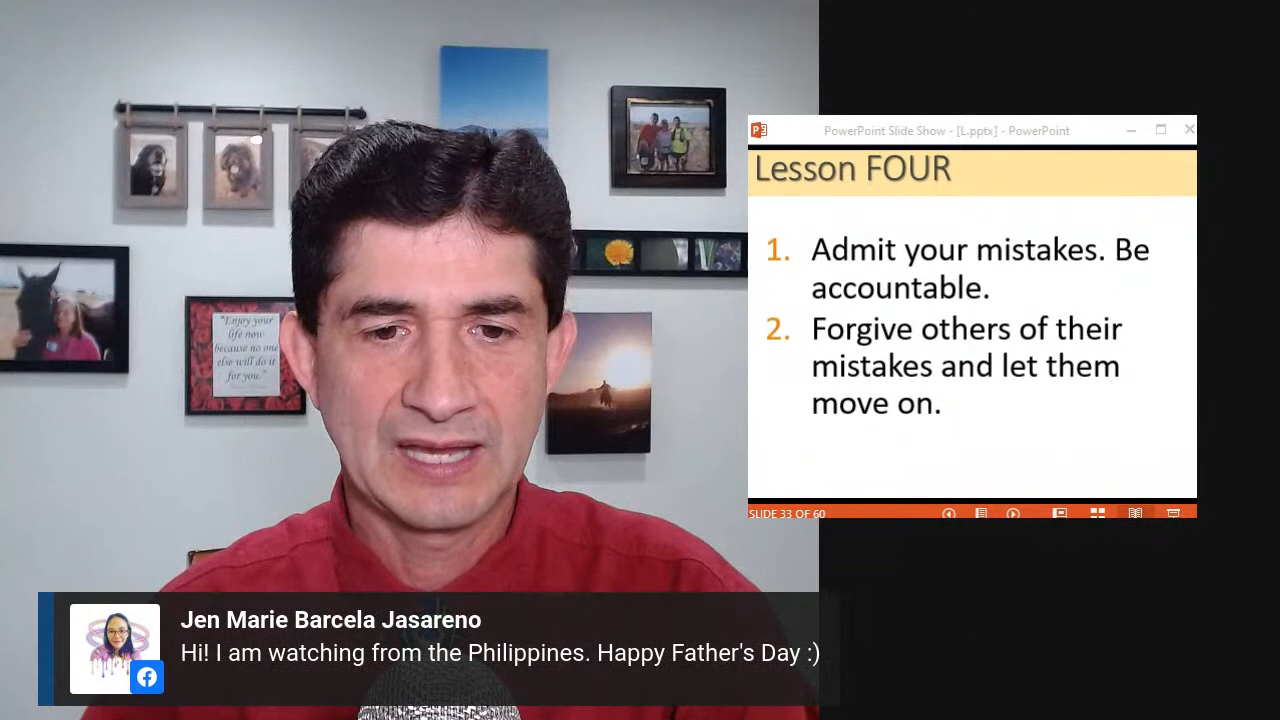 PowerPoint Slide Show - [L.pptx] - PowerPoint
Lesson FOUR
1. Admit your mistakes. Be
accountable.
2. Forgive others of their
mistakes and let them
move on.
SLIDE 33 OF 60
"Enjoy your
life now
because no one
else will do it
for you."
Jen Marie Barcela Jasareno
Hi! I am watching from the Philippines. Happy Father's Day :)